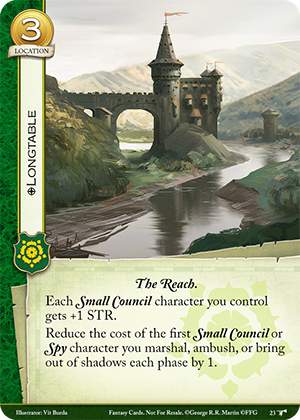 3
LOCATION
LONGTABLE
The Reach.
Each Small Council character you control
gets +1 STR.
Reduce the cost of the first Small Council or
Spy character you marshal, ambush, or bring
out of shadows each phase by 1.
Illustrator: Vit Burda
Fantasy Cards. Not For Resale. ©George R.R. Martin ©FFG
23